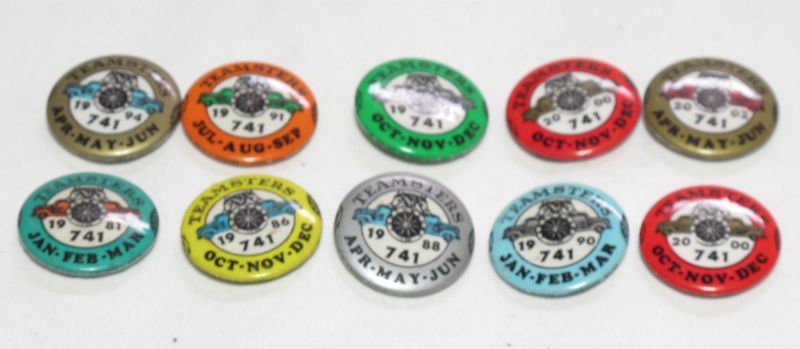 TEAMSTERS
19 94
741
APR·MAY·JUN
TEAMSTERS
19 91
741
JUL·AUG·SEP
TEAMSTERS
19
741
OCT·NOV·DEC
TEAMSTERS
20 00
741
OCT·NOV·DEC
TEAMSTERS
20 02
741
APR·MAY·JUN
TEAMSTERS
19 81
741
JAN·FEB·MAR
TEAMSTERS
19 86
741
OCT·NOV·DEC
TEAMSTERS
19 88
741
APR·MAY·JUN
TEAMSTERS
19 90
741
JAN·FEB·MAR
TEAMSTERS
20 00
741
OCT·NOV·DEC